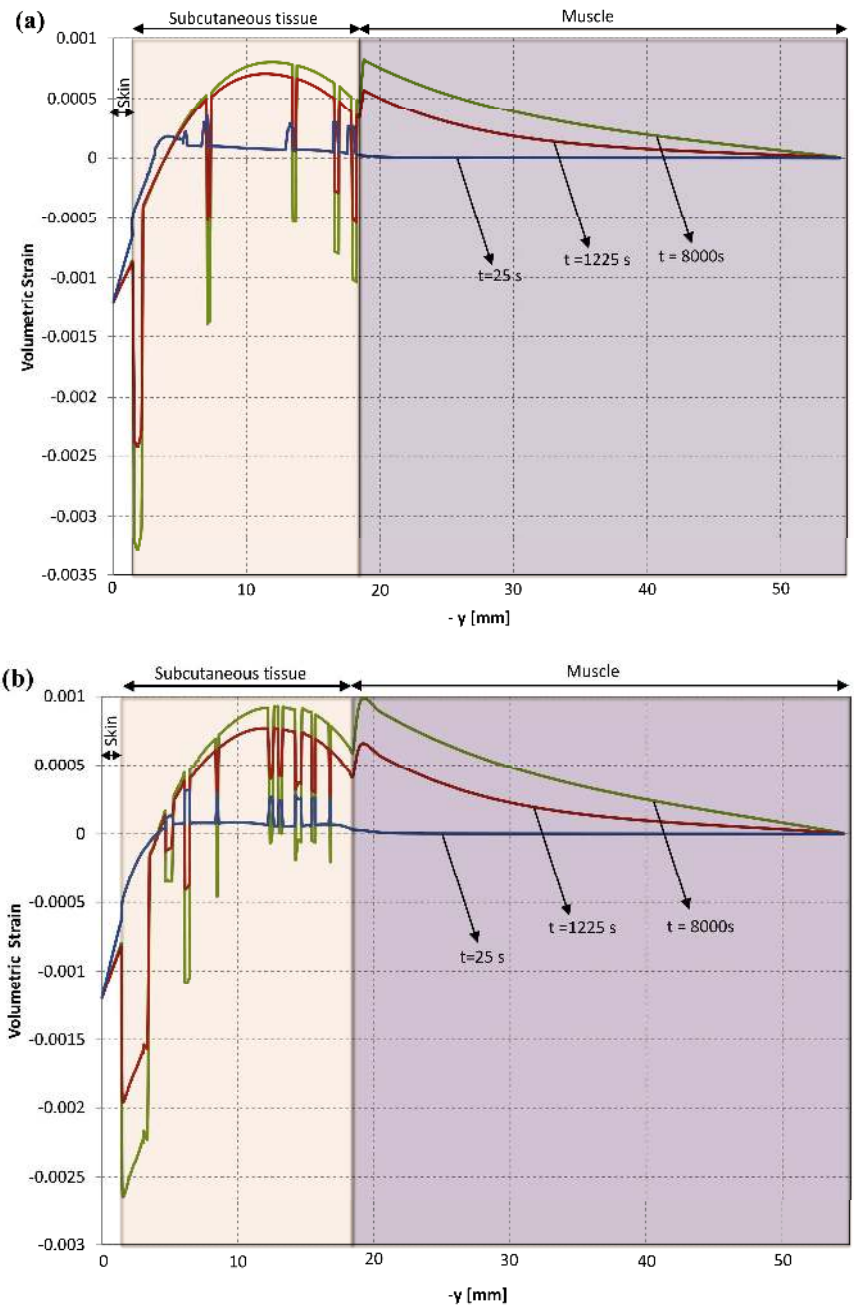 (a)
Subcutaneous tissue
Muscle
Skin
0.001
0.0005
0
-0.0005
-0.001
-0.0015
-0.002
-0.0025
-0.003
-0.0035
Volumetric Strain
t=25 s
t =1225 s
t = 8000s
0 10 20 30 40 50
- y [mm]
(b)
Subcutaneous tissue
Muscle
Skin
0.001
0.0005
0
-0.0005
-0.001
-0.0015
-0.002
-0.0025
-0.003
Volumetric Strain
t=25 s
t =1225 s
t = 8000s
0 10 20 30 40 50
-y [mm]